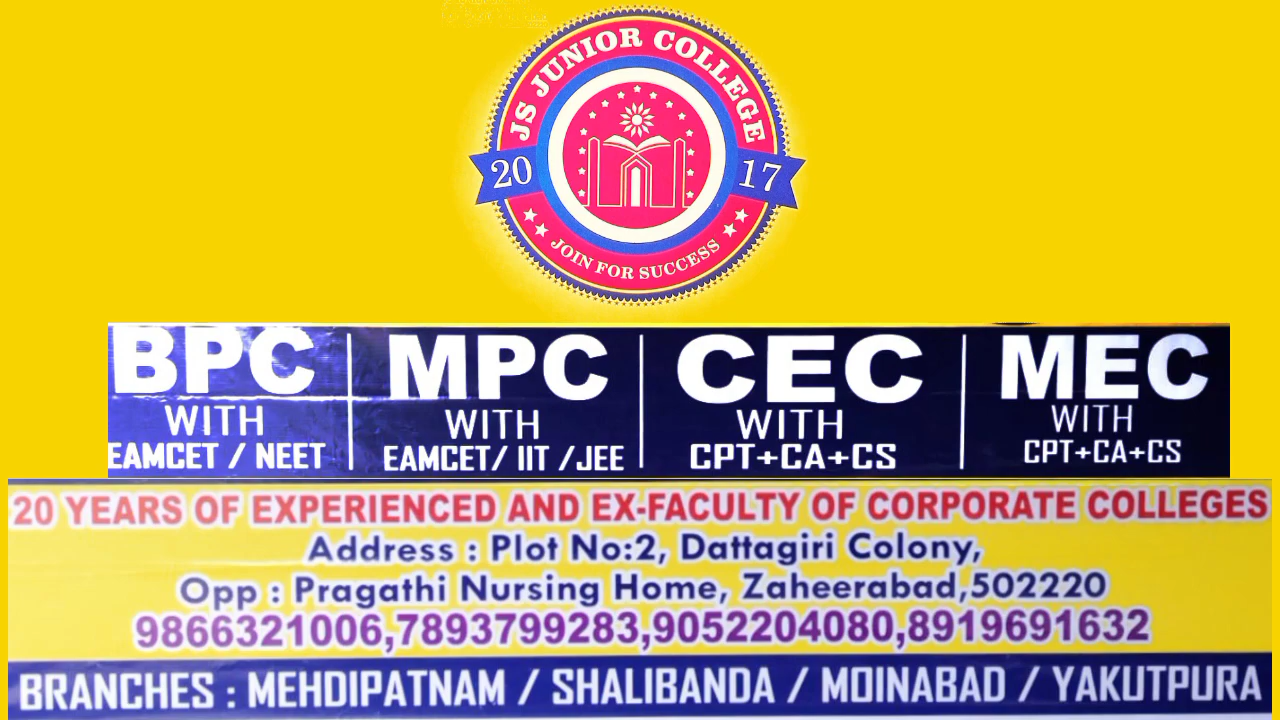 JS JUNIOR COLLEGE
20 17
JOIN FOR SUCCESS
BPC
WITH
EAMCET / NEET
MPC
WITH
EAMCET/ IIT /JEE
CEC
WITH
CPT+CA+CS
MEC
WITH
CPT+CA+CS
20 YEARS OF EXPERIENCED AND EX-FACULTY OF CORPORATE COLLEGES
Address : Plot No:2, Dattagiri Colony,
Opp : Pragathi Nursing Home, Zaheerabad,502220
9866321006,7893799283,9052204080,8919691632
BRANCHES : MEHDIPATNAM / SHALIBANDA / MOINABAD / YAKUTPURA